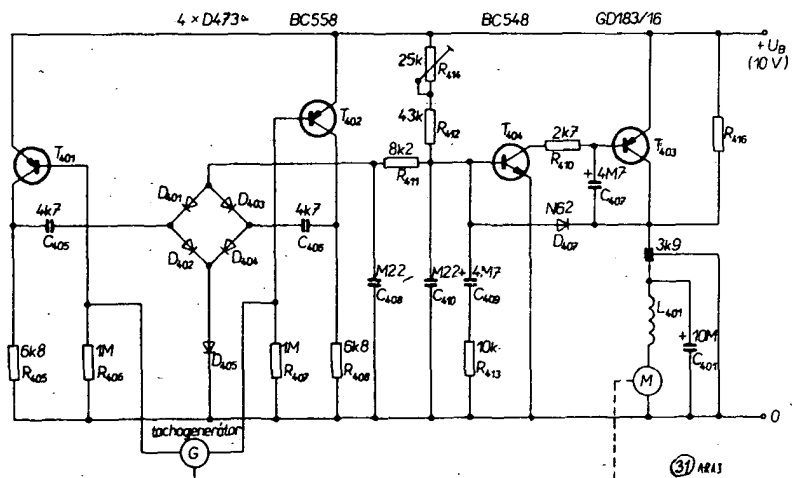 4 × D473 BC558 BC548 GD183/16
+ U_B
(10 V)
25k
R414
T402
43k
R412
T401
8k2
R411
T404
2k7
R410
T403
R416
D401
D403
4M7
C407
4k7
C405
4k7
C406
N62
D407
D402
D404
3k9
M22
C408
M22
C410
4M7
C409
L401
10M
C401
6k8
R405
1M
R406
D405
1M
R407
6k8
R408
10k
R413
M
0
tachogenerátor
G
31 ARA3